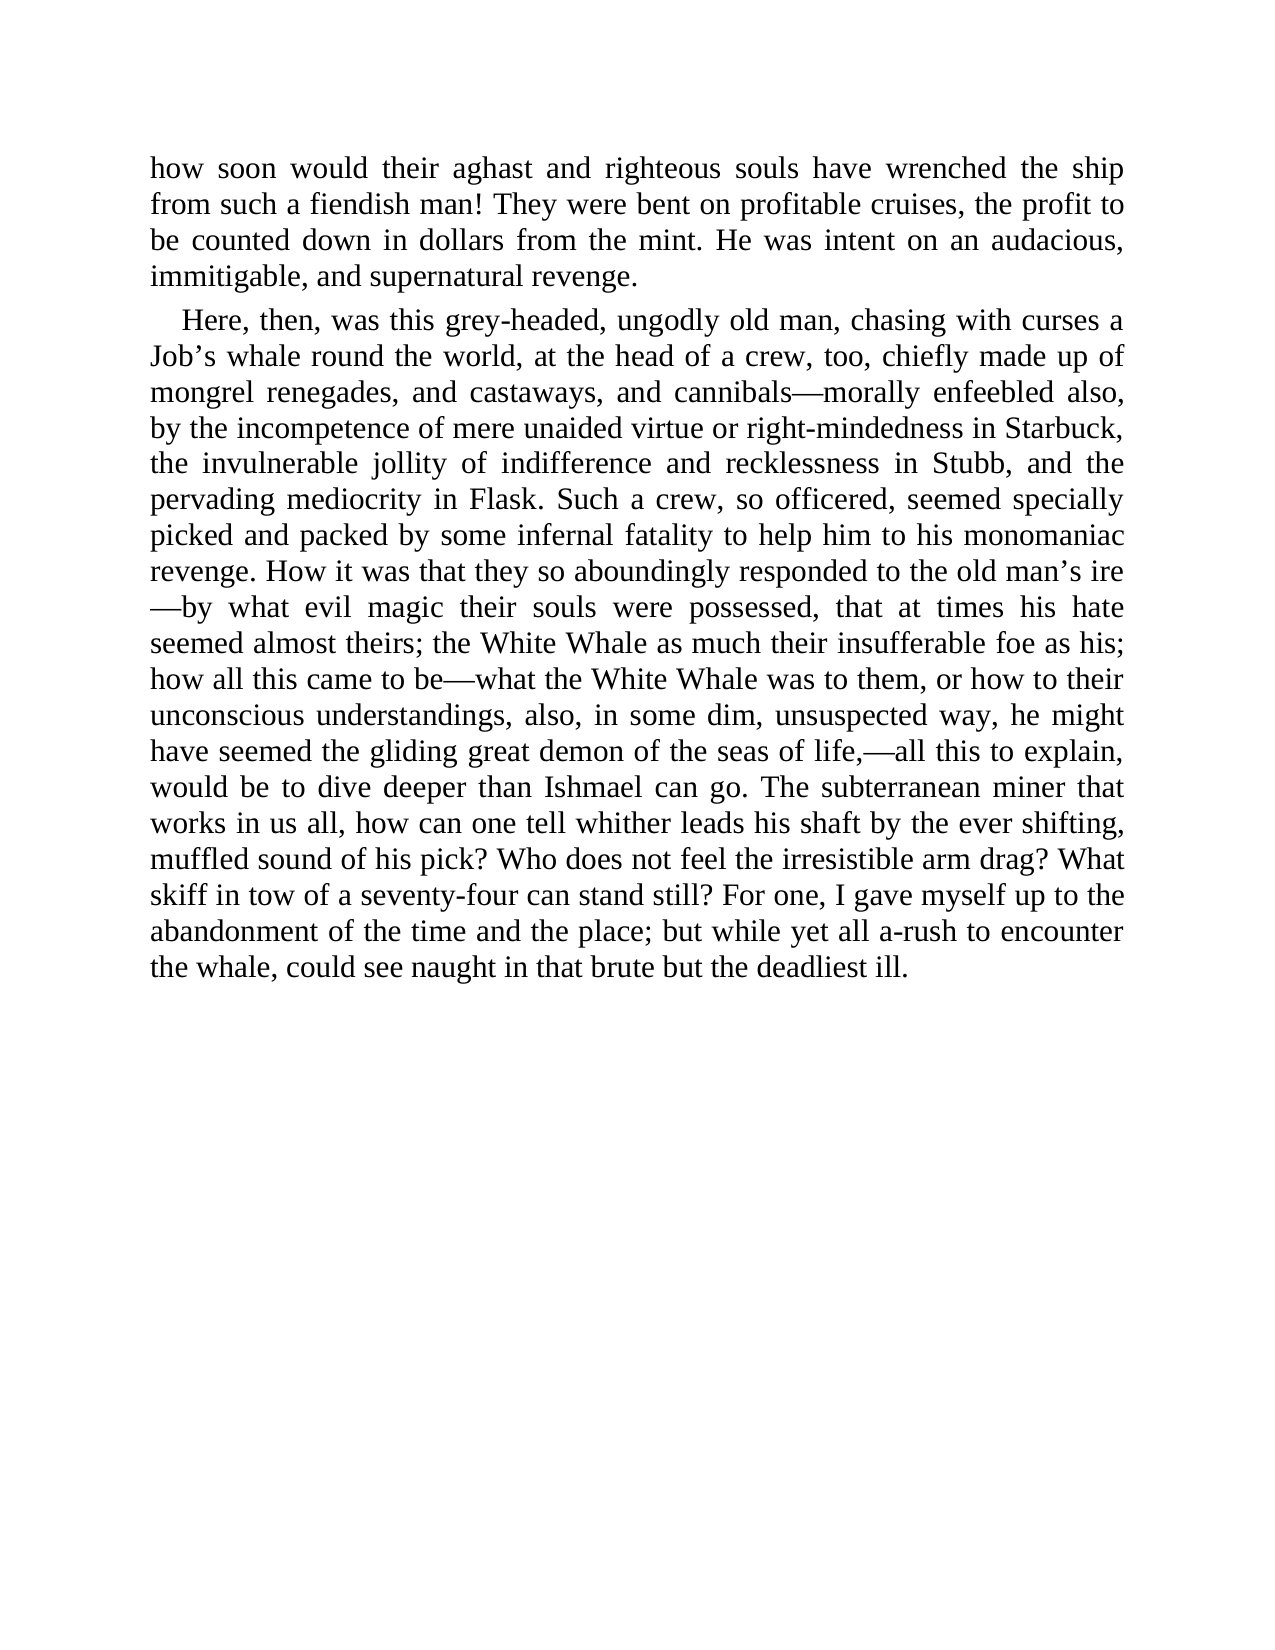 how soon would their aghast and righteous souls have wrenched the ship
from such a fiendish man! They were bent on profitable cruises, the profit to
be counted down in dollars from the mint. He was intent on an audacious,
immitigable, and supernatural revenge.
Here, then, was this grey-headed, ungodly old man, chasing with curses a
Job’s whale round the world, at the head of a crew, too, chiefly made up of
mongrel renegades, and castaways, and cannibals—morally enfeebled also,
by the incompetence of mere unaided virtue or right-mindedness in Starbuck,
the invulnerable jollity of indifference and recklessness in Stubb, and the
pervading mediocrity in Flask. Such a crew, so officered, seemed specially
picked and packed by some infernal fatality to help him to his monomaniac
revenge. How it was that they so aboundingly responded to the old man’s ire
—by what evil magic their souls were possessed, that at times his hate
seemed almost theirs; the White Whale as much their insufferable foe as his;
how all this came to be—what the White Whale was to them, or how to their
unconscious understandings, also, in some dim, unsuspected way, he might
have seemed the gliding great demon of the seas of life,—all this to explain,
would be to dive deeper than Ishmael can go. The subterranean miner that
works in us all, how can one tell whither leads his shaft by the ever shifting,
muffled sound of his pick? Who does not feel the irresistible arm drag? What
skiff in tow of a seventy-four can stand still? For one, I gave myself up to the
abandonment of the time and the place; but while yet all a-rush to encounter
the whale, could see naught in that brute but the deadliest ill.